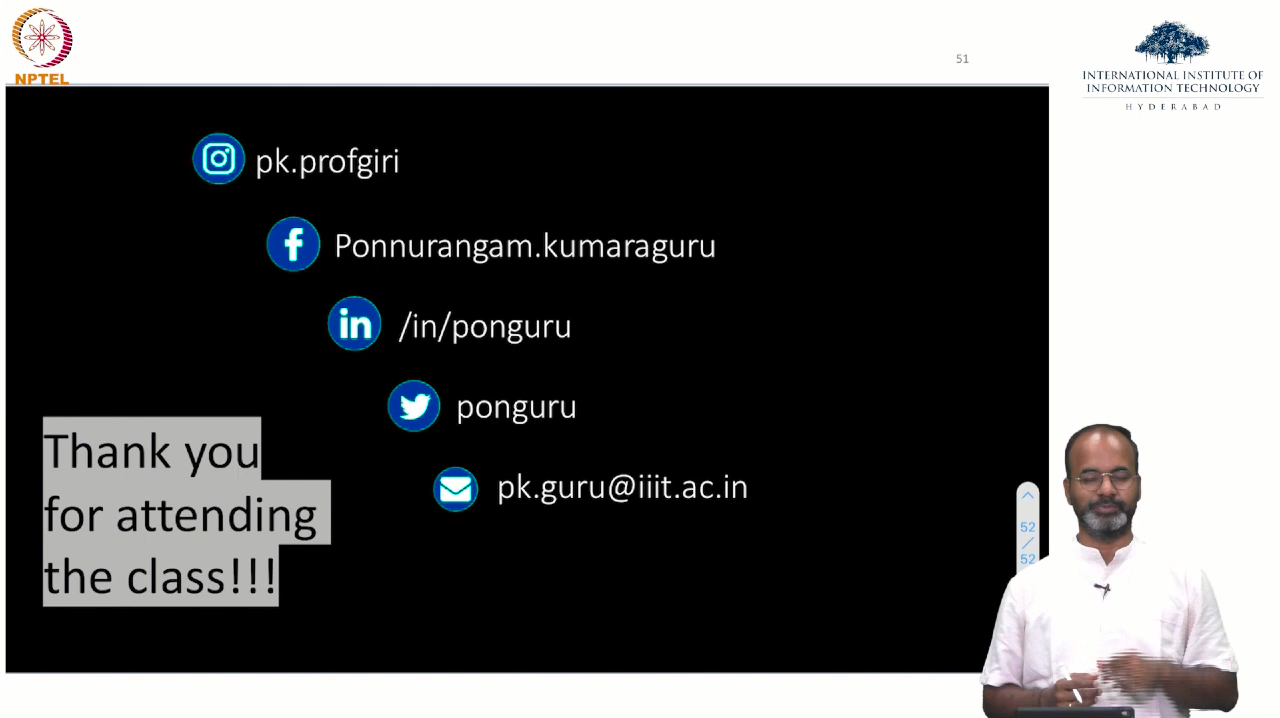 NPTEL
51
INTERNATIONAL INSTITUTE OF
INFORMATION TECHNOLOGY
HYDERABAD
pk.profgiri
Ponnurangam.kumaraguru
/in/ponguru
ponguru
pk.guru@iiit.ac.in
Thank you
for attending
the class!!!
52
/
52